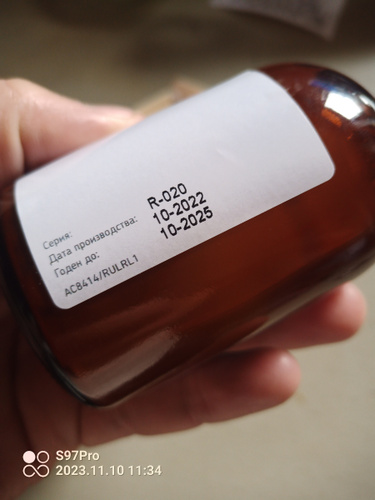 Серия: R-020
Дата производства: 10-2022
Годен до: 10-2025
AC8414/RULRL1
S97Pro
2023.11.10 11:34